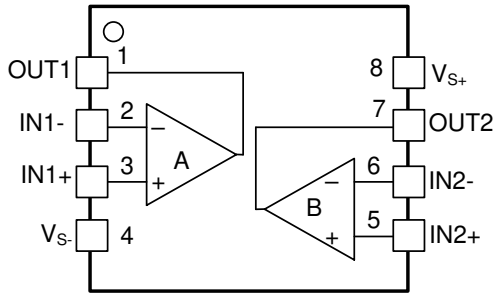 OUT1 1
IN1- 2
IN1+ 3
VS- 4
− A +
8 VS+
7 OUT2
6 IN2-
5 IN2+
− B +